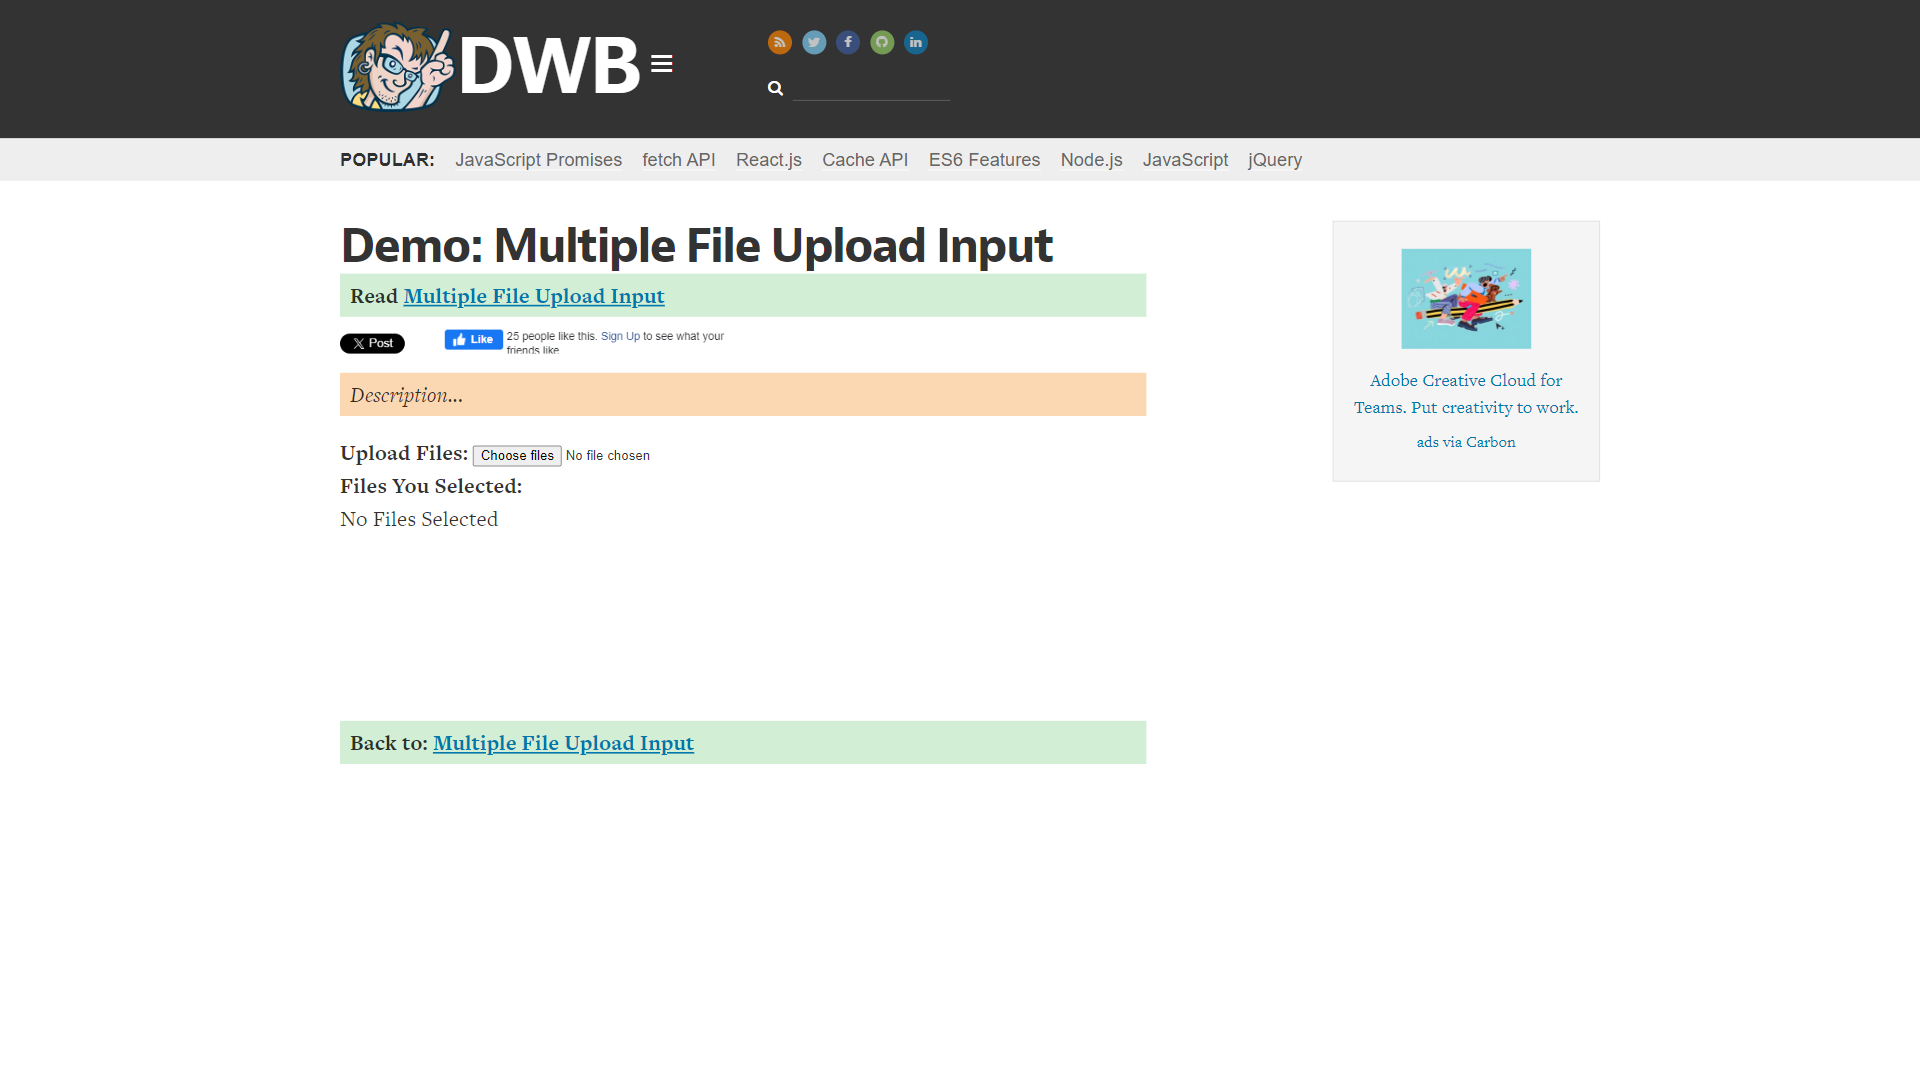 DWB
POPULAR: JavaScript Promises fetch API React.js Cache API ES6 Features Node.js JavaScript jQuery
Demo: Multiple File Upload Input
Read Multiple File Upload Input
Post
Like 25 people like this. Sign Up to see what your
friends like
Description...
Upload Files: Choose files No file chosen
Files You Selected:
No Files Selected
Back to: Multiple File Upload Input
Adobe Creative Cloud for
Teams. Put creativity to work.
ads via Carbon